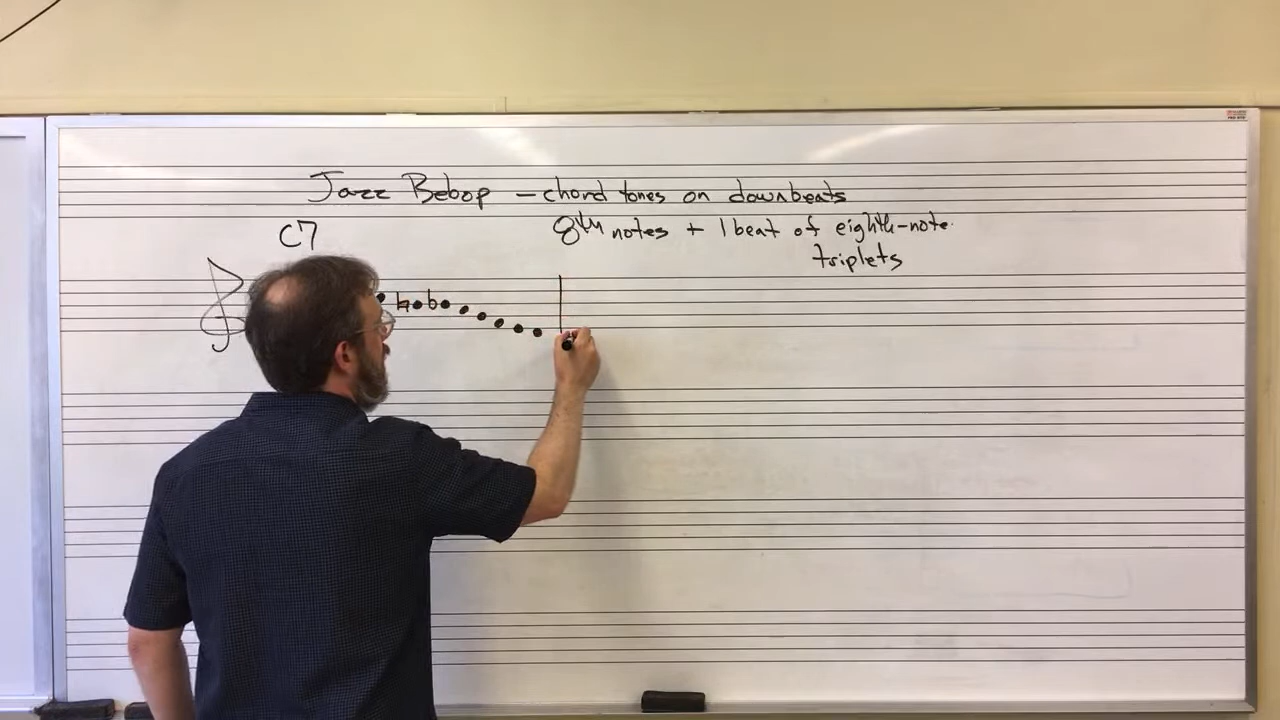 Jazz Bebop - chord tones on downbeats
C7
8th notes + 1 beat of eighth-note
triplets